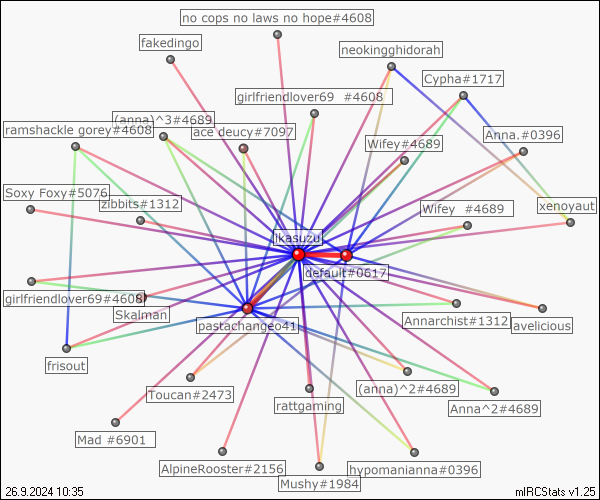 no cops no laws no hope#4608
fakedingo
neokingghidorah
Cypha#1717
girlfriendlover69 #4608
(anna)^3#4689
ramshackle gorey#4608
ace deucy#7097
Wifey#4689
Anna.#0396
Soxy Foxy#5076
zibbits#1312
Wifey #4689
xenoyaut
ikasuzu
default#0617
girlfriendlover69#4608
Skalman
pastachangeo41
Annarchist#1312
lavelicious
frisout
Toucan#2473
(anna)^2#4689
rattgaming
Anna^2#4689
Mad #6901
AlpineRooster#2156
hypomanianna#0396
Mushy#1984
26.9.2024 10:35
mIRCStats v1.25